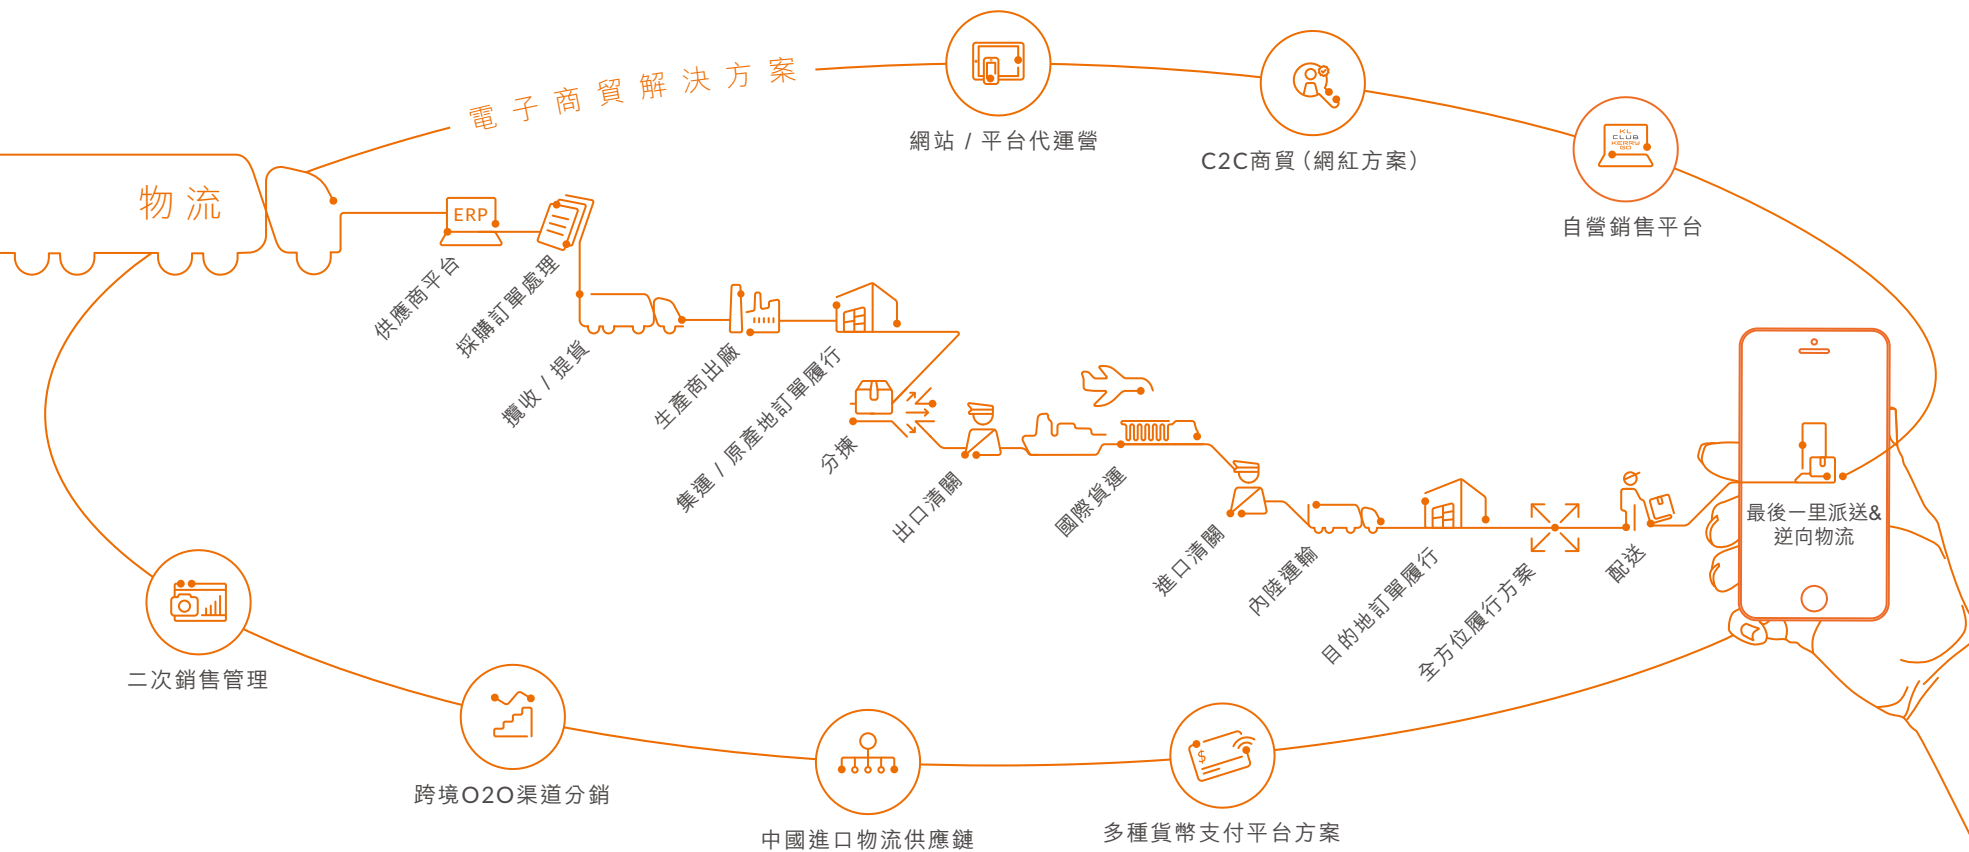 電子商貿解決方案
網站 / 平台代運營
C2C商貿（網紅方案）
KL
CLUB
KERRY
GO
自營銷售平台
物流
ERP
供應商平台
採購訂單處理
攬收 / 提貨
生產商出廠
集運 / 原產地訂單履行
分揀
出口清關
國際貨運
進口清關
內陸運輸
目的地訂單履行
全方位履行方案
配送
最後一里派送&
逆向物流
二次銷售管理
跨境O2O渠道分銷
中國進口物流供應鏈
$
多種貨幣支付平台方案